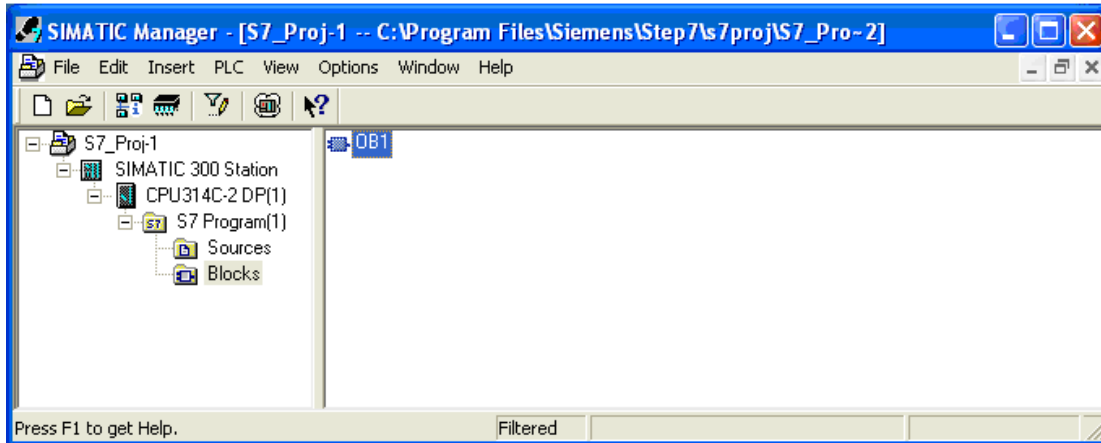 SIMATIC Manager - [S7_Proj-1 -- C:\Program Files\Siemens\Step7\s7proj\S7_Pro~2]
File Edit Insert PLC View Options Window Help
S7_Proj-1
SIMATIC 300 Station
CPU314C-2 DP(1)
S7 S7 Program(1)
Sources
Blocks
OB1
Press F1 to get Help. Filtered